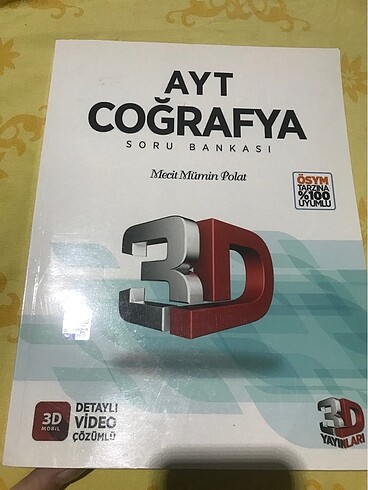 AYT
COĞRAFYA
SORU BANKASI
Mecit Mümin Polat
ÖSYM
TARZINA
%100
UYUMLU
3D
3D
MOBİL
DETAYLI
VİDEO
ÇÖZÜMLÜ
3D
YAYINLARI